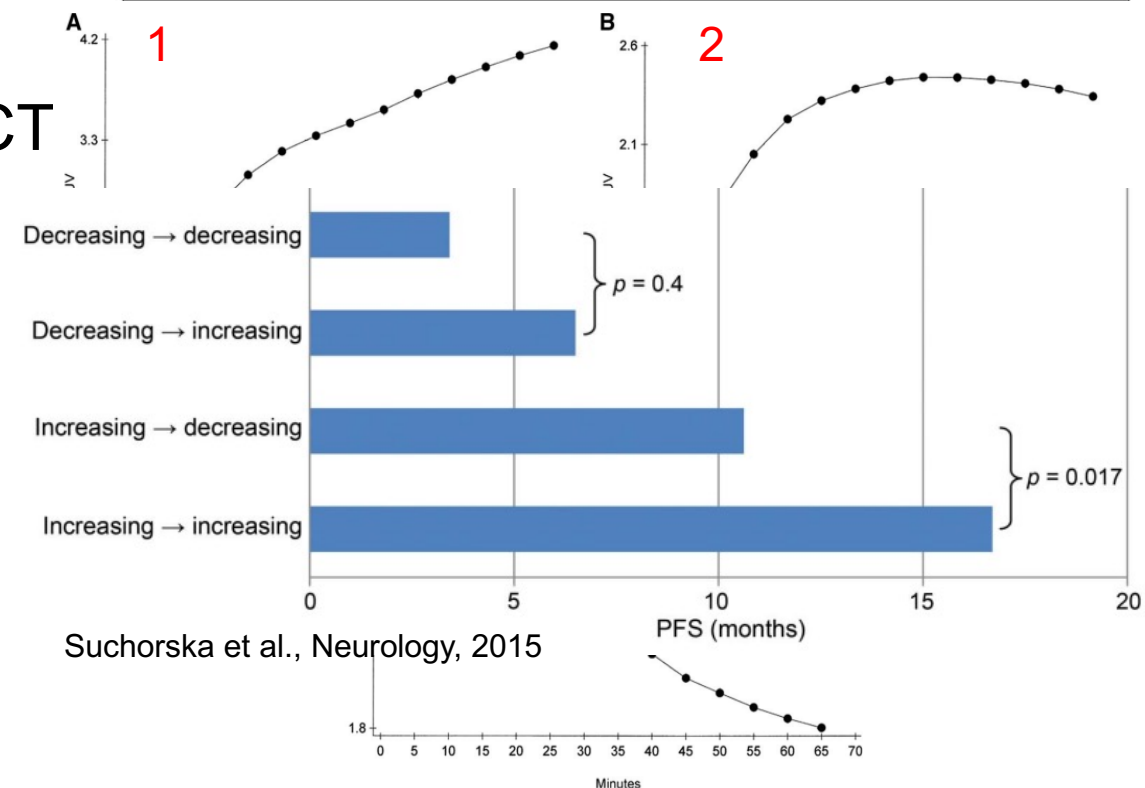 A
1
B
2
CT
4.2
3.3
2.6
2.1
Decreasing → decreasing
Decreasing → increasing
Increasing → decreasing
Increasing → increasing
p = 0.4
p = 0.017
0 5 10 15 20
PFS (months)
Suchorska et al., Neurology, 2015
1.8
0 5 10 15 20 25 30 35 40 45 50 55 60 65 70
Minutes